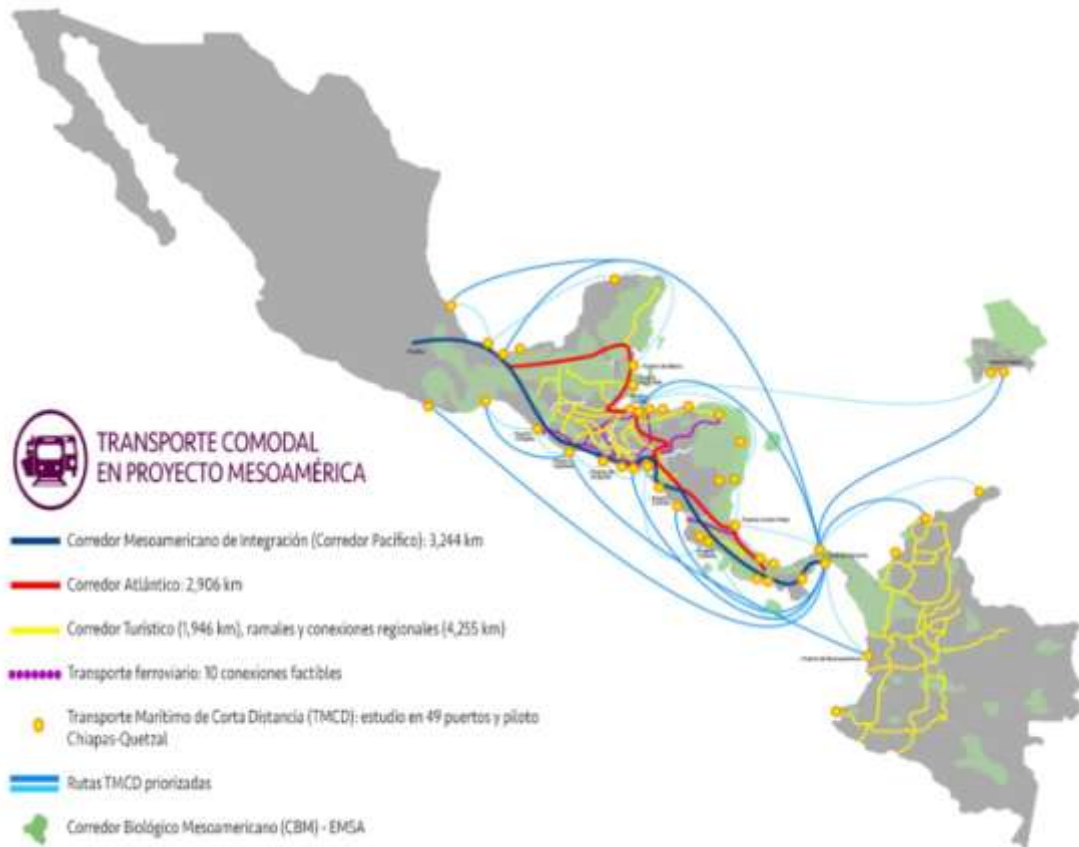 TRANSPORTE COMODAL
EN PROYECTO MESOAMÉRICA
Corredor Mesoamericano de Integración (Corredor Pacífico): 3,244 km
Corredor Atlántico: 2,906 km
Corredor Turístico (1,946 km), ramales y conexiones regionales (4,255 km)
Transporte ferroviario: 10 conexiones factibles
Transporte Marítimo de Corta Distancia (TMCD): estudio en 49 puertos y piloto
Chiapas-Quetzal
Rutas TMCD priorizadas
Corredor Biológico Mesoamericano (CBM) - EMSA